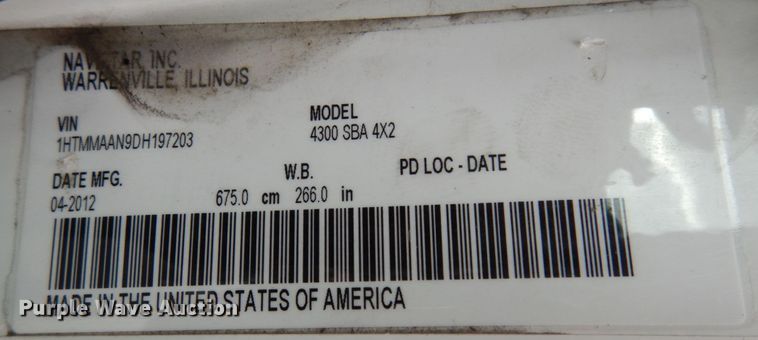 NAVISTAR, INC.
WARRENVILLE, ILLINOIS
VIN
1HTMMAAN9DH197203
MODEL
4300 SBA 4X2
DATE MFG.
04-2012
W.B.
675.0 cm 266.0 in
PD LOC - DATE
MADE IN THE UNITED STATES OF AMERICA
Purple Wave Auction